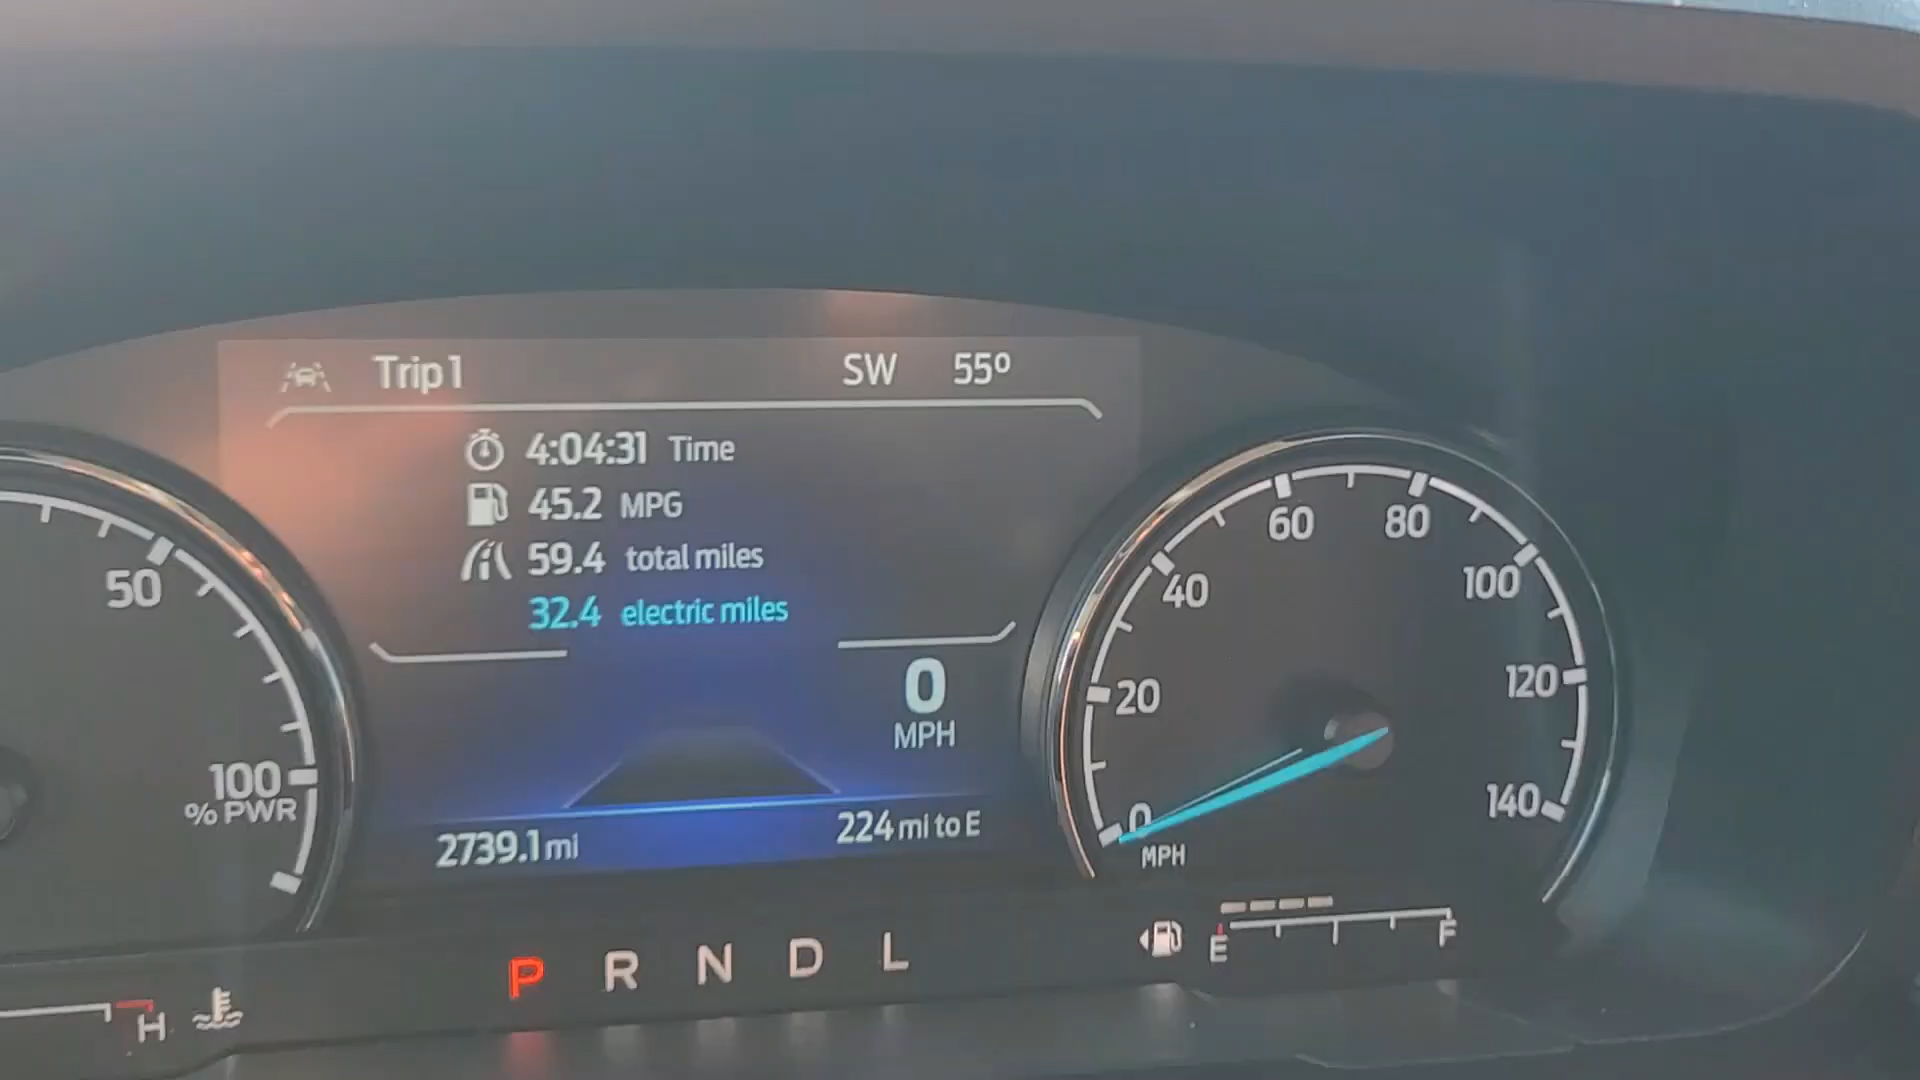 Trip 1 SW 55º
4:04:31 Time
45.2 MPG
59.4 total miles
32.4 electric miles
0
MPH
2739.1 mi 224 mi to E
50
100
% PWR
H
P R N D L
0
20
40
60
80
100
120
140
MPH
E F